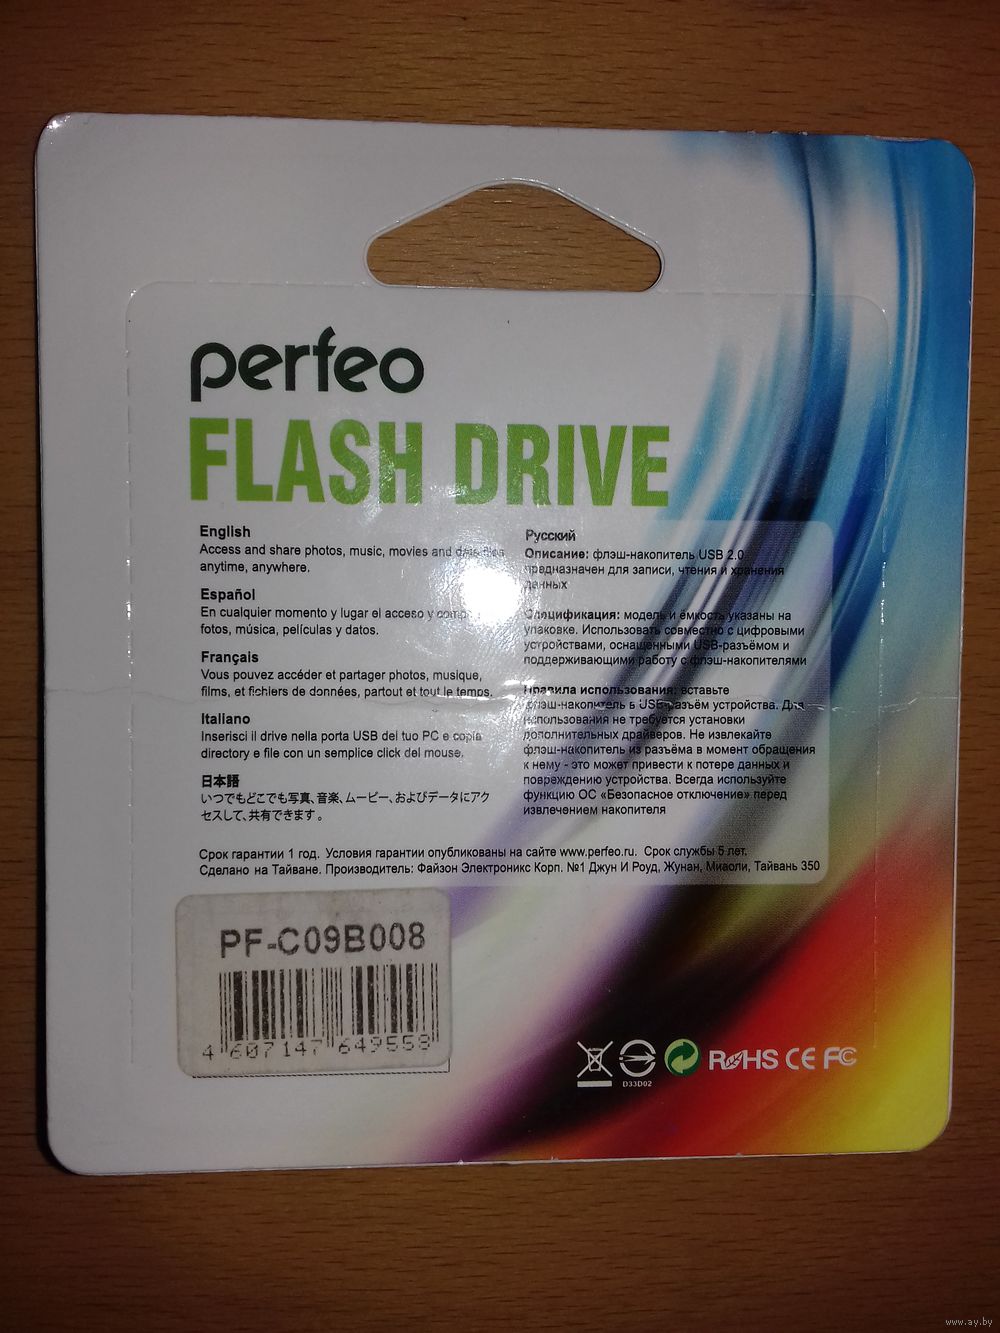 perfeo
FLASH DRIVE
English
Access and share photos, music, movies and data files
anytime, anywhere.
Español
En cualquier momento y lugar el acceso y
fotos, música, películas y datos.
Français
Vous pouvez accéder et partager photos, musique,
films, et fichiers de données, partout et tout le temps.
Italiano
Inserisci il drive nella porta USB del tuo PC e copia
directory e file con un semplice click del mouse.
日本語
いつでもどこでも写真、音楽、ムービー、およびデータにアク
セスして、共有できます。
Русский
Описание: флэш-накопитель USB 2.0
предназначен для записи, чтения и хранения
данных
Спецификация: модель и ёмкость указаны на
упаковке. Использовать совместно с цифровыми
устройствами, оснащёнными USB-разъёмом и
поддерживающими работу с флэш-накопителями
Правила использования: вставьте
флэш-накопитель в USB-разъём устройства. Для
использования не требуется установки
дополнительных драйверов. Не извлекайте
флэш-накопитель из разъёма в момент обращения
к нему - это может привести к потере данных и
повреждению устройства. Всегда используйте
функцию ОС «Безопасное отключение» перед
извлечением накопителя
Срок гарантии 1 год. Условия гарантии опубликованы на сайте www.perfeo.ru. Срок службы 5 лет.
Сделано на Тайване. Производитель: Файзон Электроникс Корп. №1 Джун И Роуд, Жунан, Миаоли, Тайвань 350
PF-C09B008
4 607147 649558
D33D02
RoHS CE FC
www.ay.by